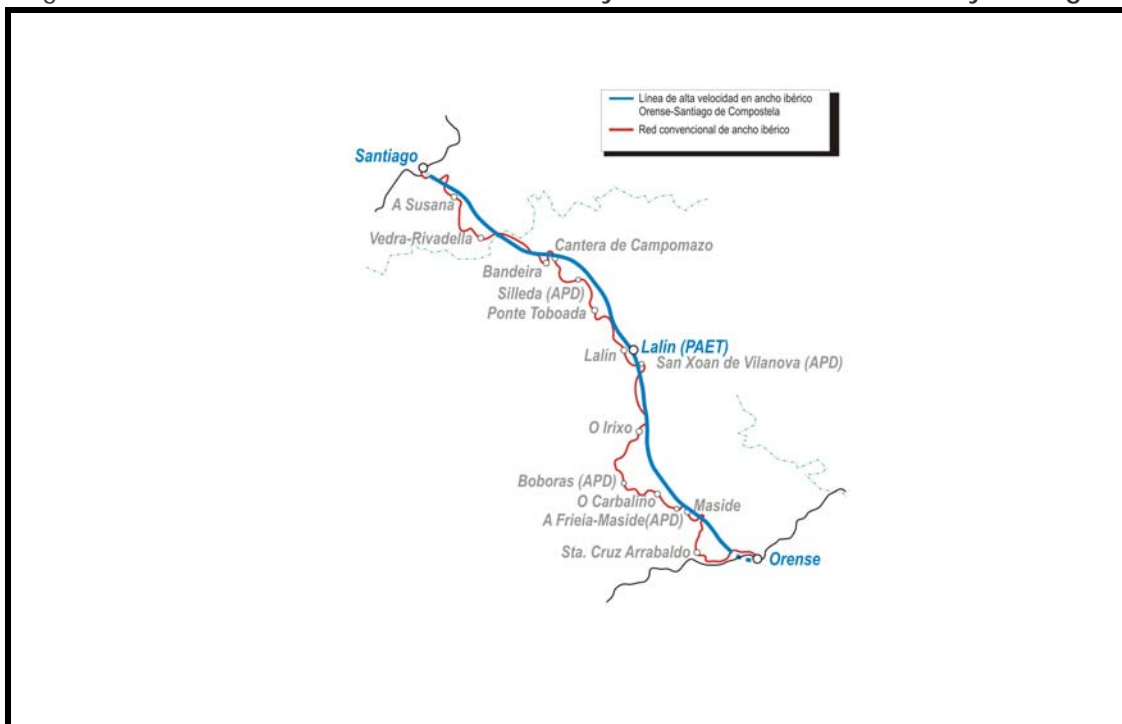 Línea de alta velocidad en ancho ibérico
Orense-Santiago de Compostela
Red convencional de ancho ibérico
Santiago
A Susana
Vedra-Rivadella
Cantera de Campomazo
Bandeira
Silleda (APD)
Ponte Toboada
Lalín (PAET)
Lalín
San Xoan de Vilanova (APD)
O Irixo
Boboras (APD)
O Carbalino
Maside
A Frieia-Maside(APD)
Sta. Cruz Arrabaldo
Orense